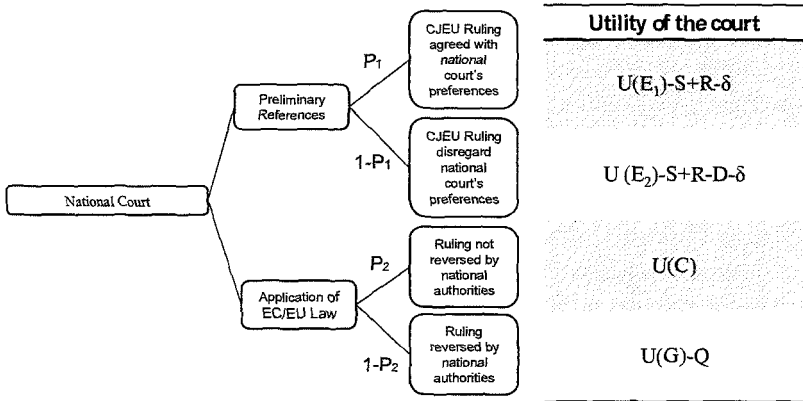 Utility of the court
CJEU Ruling
agreed with
national
court's
preferences
P₁
U(E₁)-S+R-δ
Preliminary
References
1-P₁
CJEU Ruling
disregard
national
court's
preferences
U (E₂)-S+R-D-δ
National Court
P₂
Ruling not
reversed by
national
authorities
U(C)
Application of
EC/EU Law
1-P₂
Ruling
reversed by
national
authorities
U(G)-Q